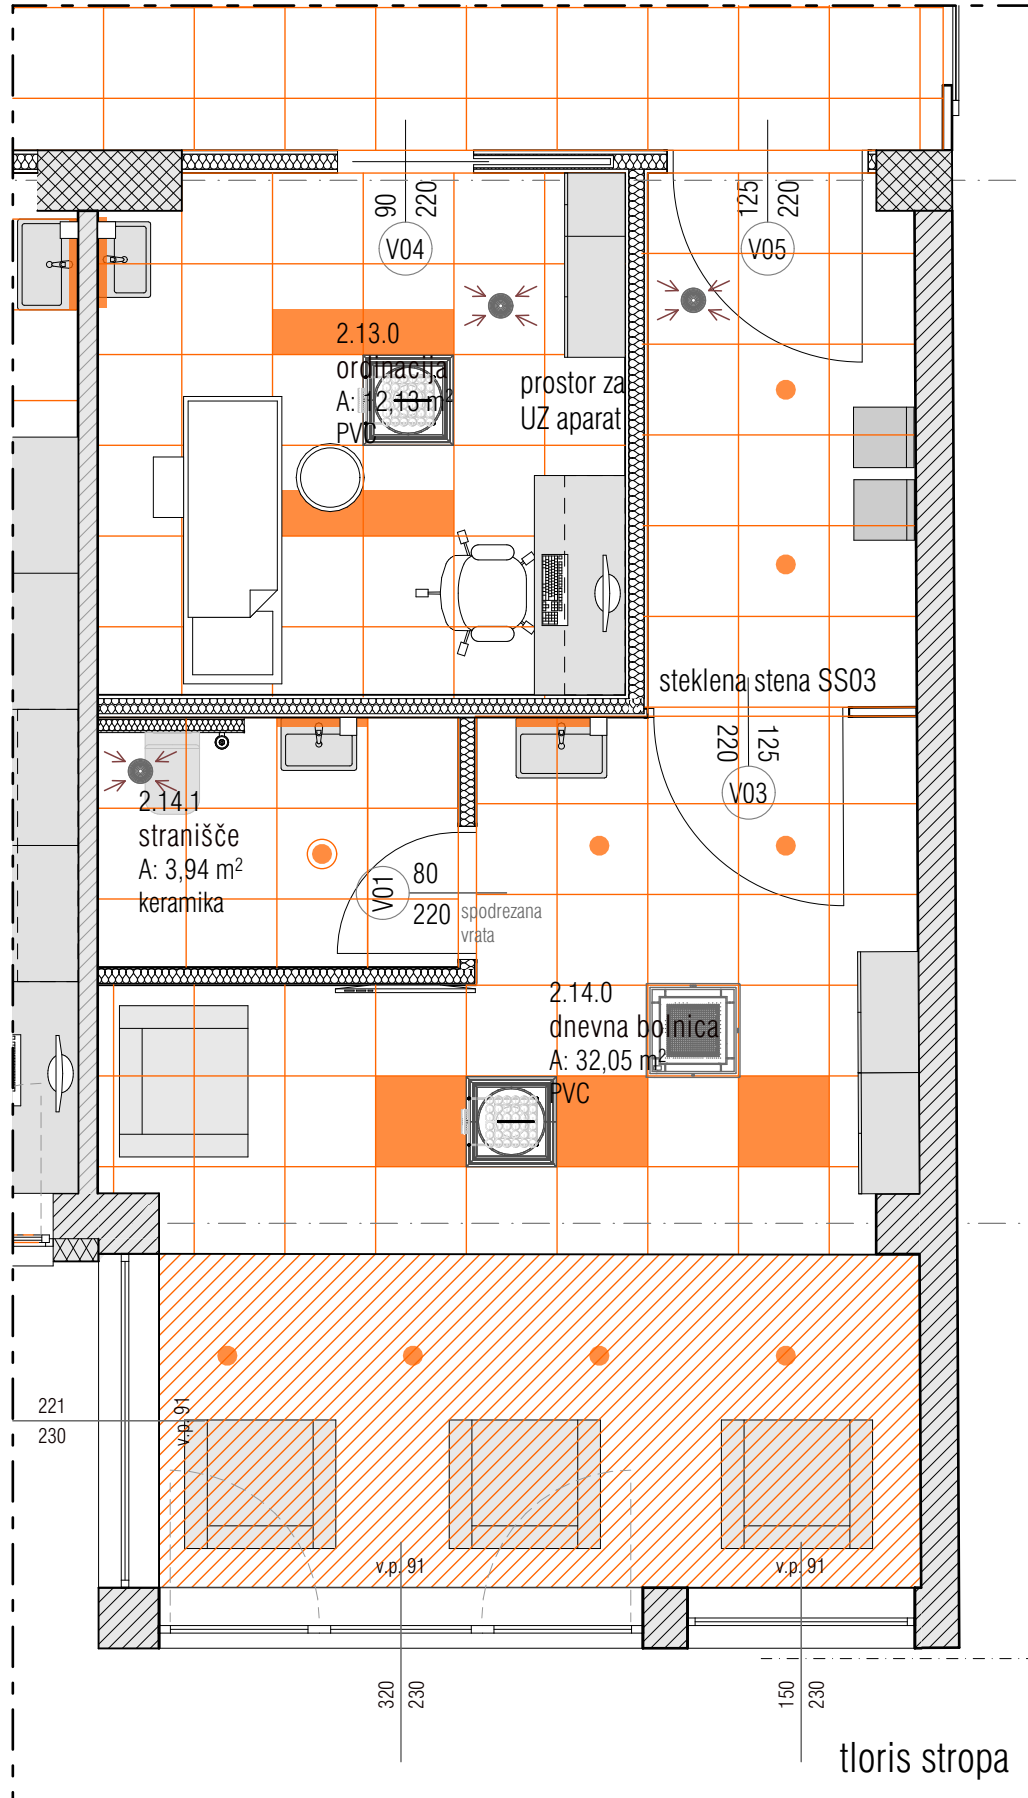 90
220
V04
125
220
V05
2.13.0
ordinacija
A: 12,13 m²
PVC
prostor za
UZ aparat
steklena stena SS03
220
125
V03
2.14.1
stranišče
A: 3,94 m²
keramika
V01
80
220
spodrezana
vrata
2.14.0
dnevna bolnica
A: 32,05 m²
PVC
221
230
v.p. 91
v.p. 91
v.p. 91
320
230
150
230
tloris stropa